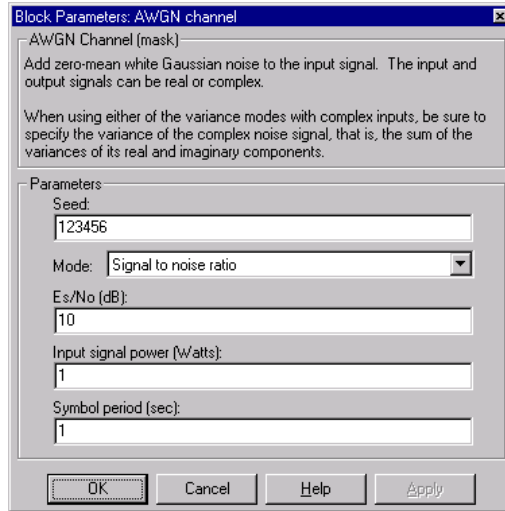 Block Parameters: AWGN channel
AWGN Channel (mask)
Add zero-mean white Gaussian noise to the input signal.  The input and
output signals can be real or complex.
When using either of the variance modes with complex inputs, be sure to
specify the variance of the complex noise signal, that is, the sum of the
variances of its real and imaginary components.
Parameters
Seed:
123456
Mode: Signal to noise ratio
Es/No (dB):
10
Input signal power (Watts):
1
Symbol period (sec):
1
OK Cancel Help Apply